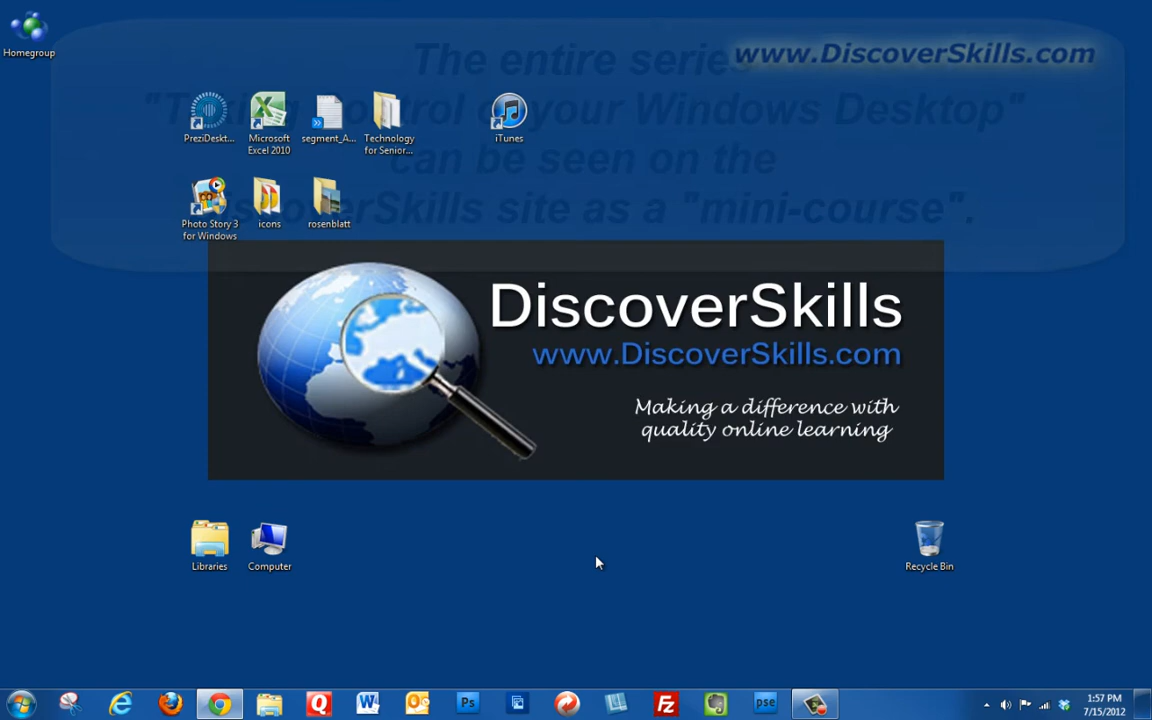 Homegroup
The entire series
www.DiscoverSkills.com
control of your Windows Desktop"
can be seen on the
DiscoverSkills site as a "mini-course".
PreziDeskt...
Microsoft
Excel 2010
segment_A...
Technology
for Senior...
iTunes
Photo Story 3
for Windows
icons
rosenblatt
DiscoverSkills
www.DiscoverSkills.com
Making a difference with
quality online learning
Libraries
Computer
Recycle Bin
1:57 PM
7/15/2012